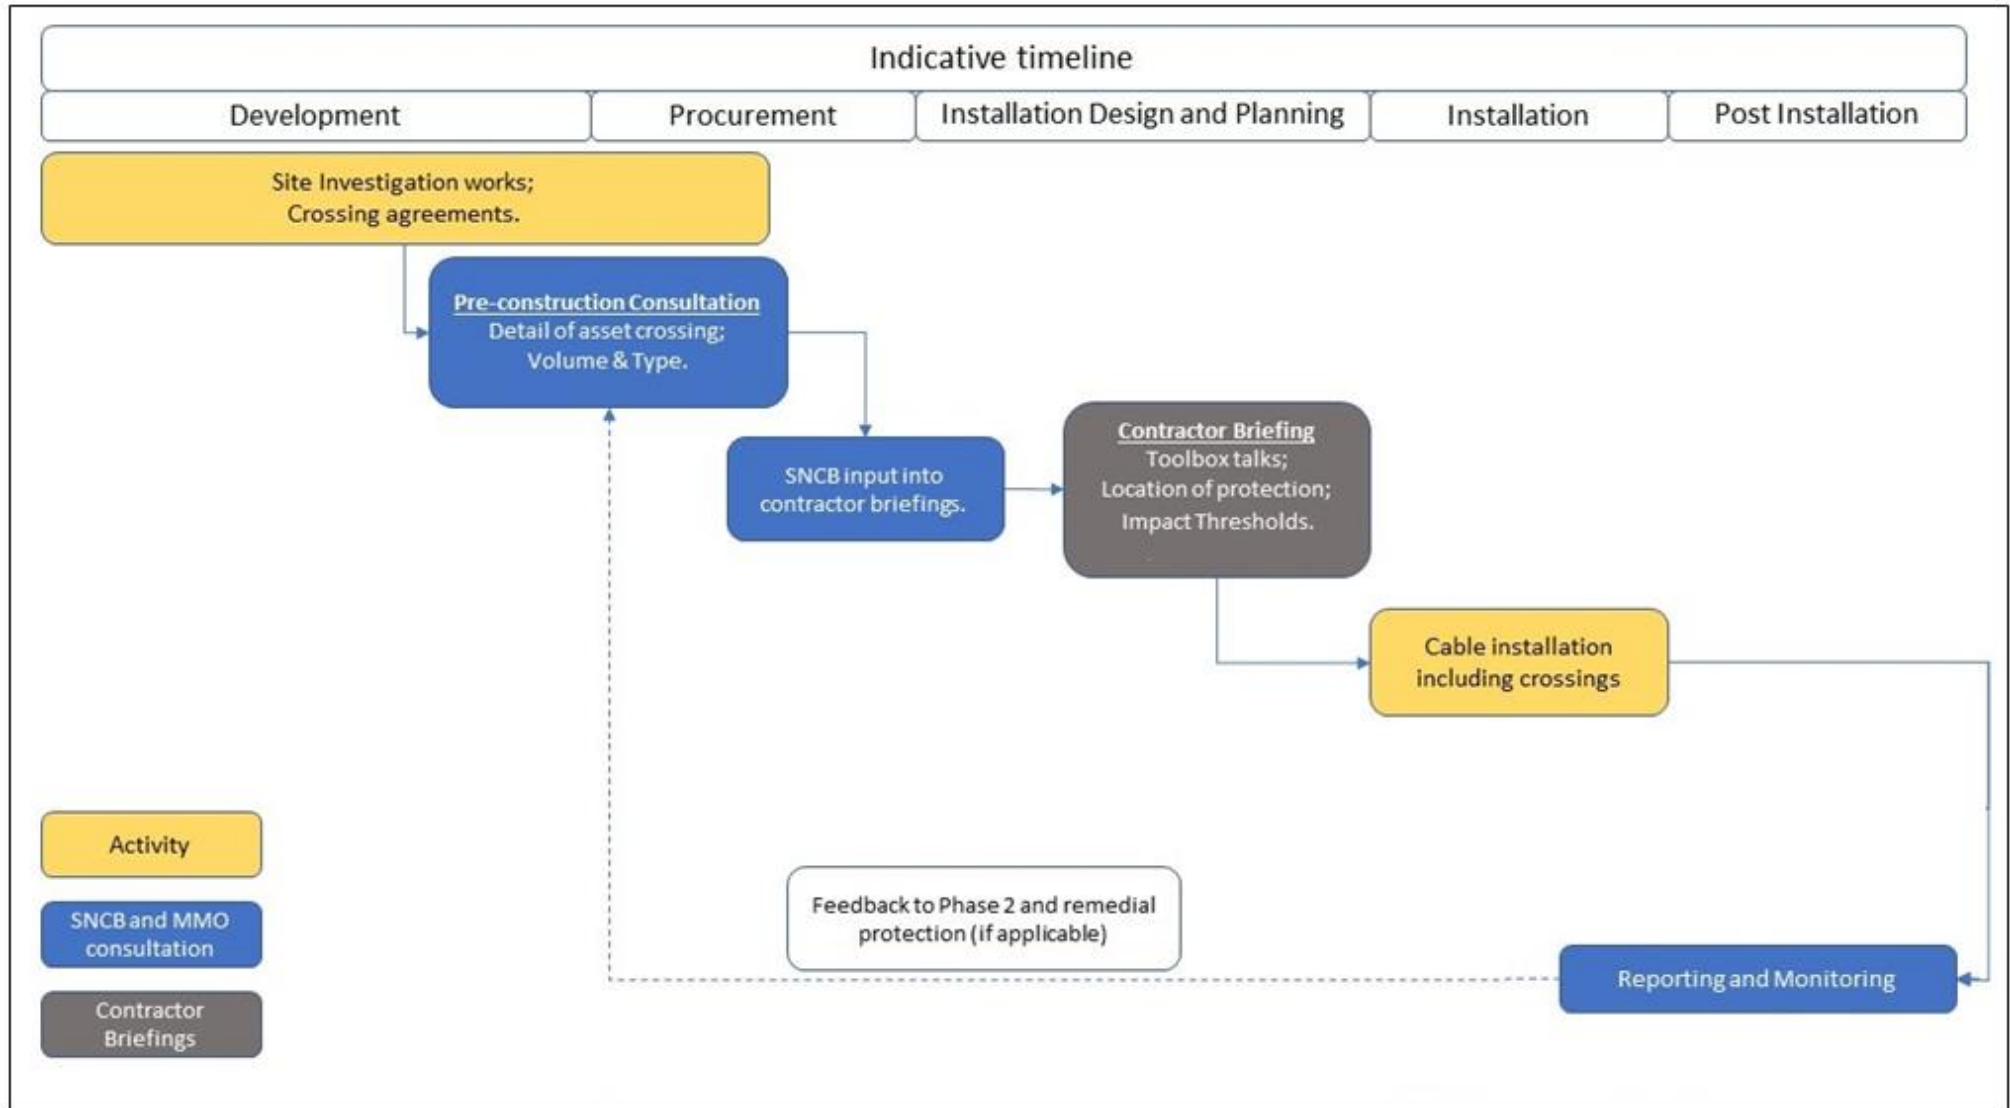 Indicative timeline
Development
Procurement
Installation Design and Planning
Installation
Post Installation
Site Investigation works;
Crossing agreements.
Pre-construction Consultation
Detail of asset crossing;
Volume & Type.
SNCB input into
contractor briefings.
Contractor Briefing
Toolbox talks;
Location of protection;
Impact Thresholds.
Cable installation
including crossings
Activity
SNCB and MMO
consultation
Contractor
Briefings
Feedback to Phase 2 and remedial
protection (if applicable)
Reporting and Monitoring